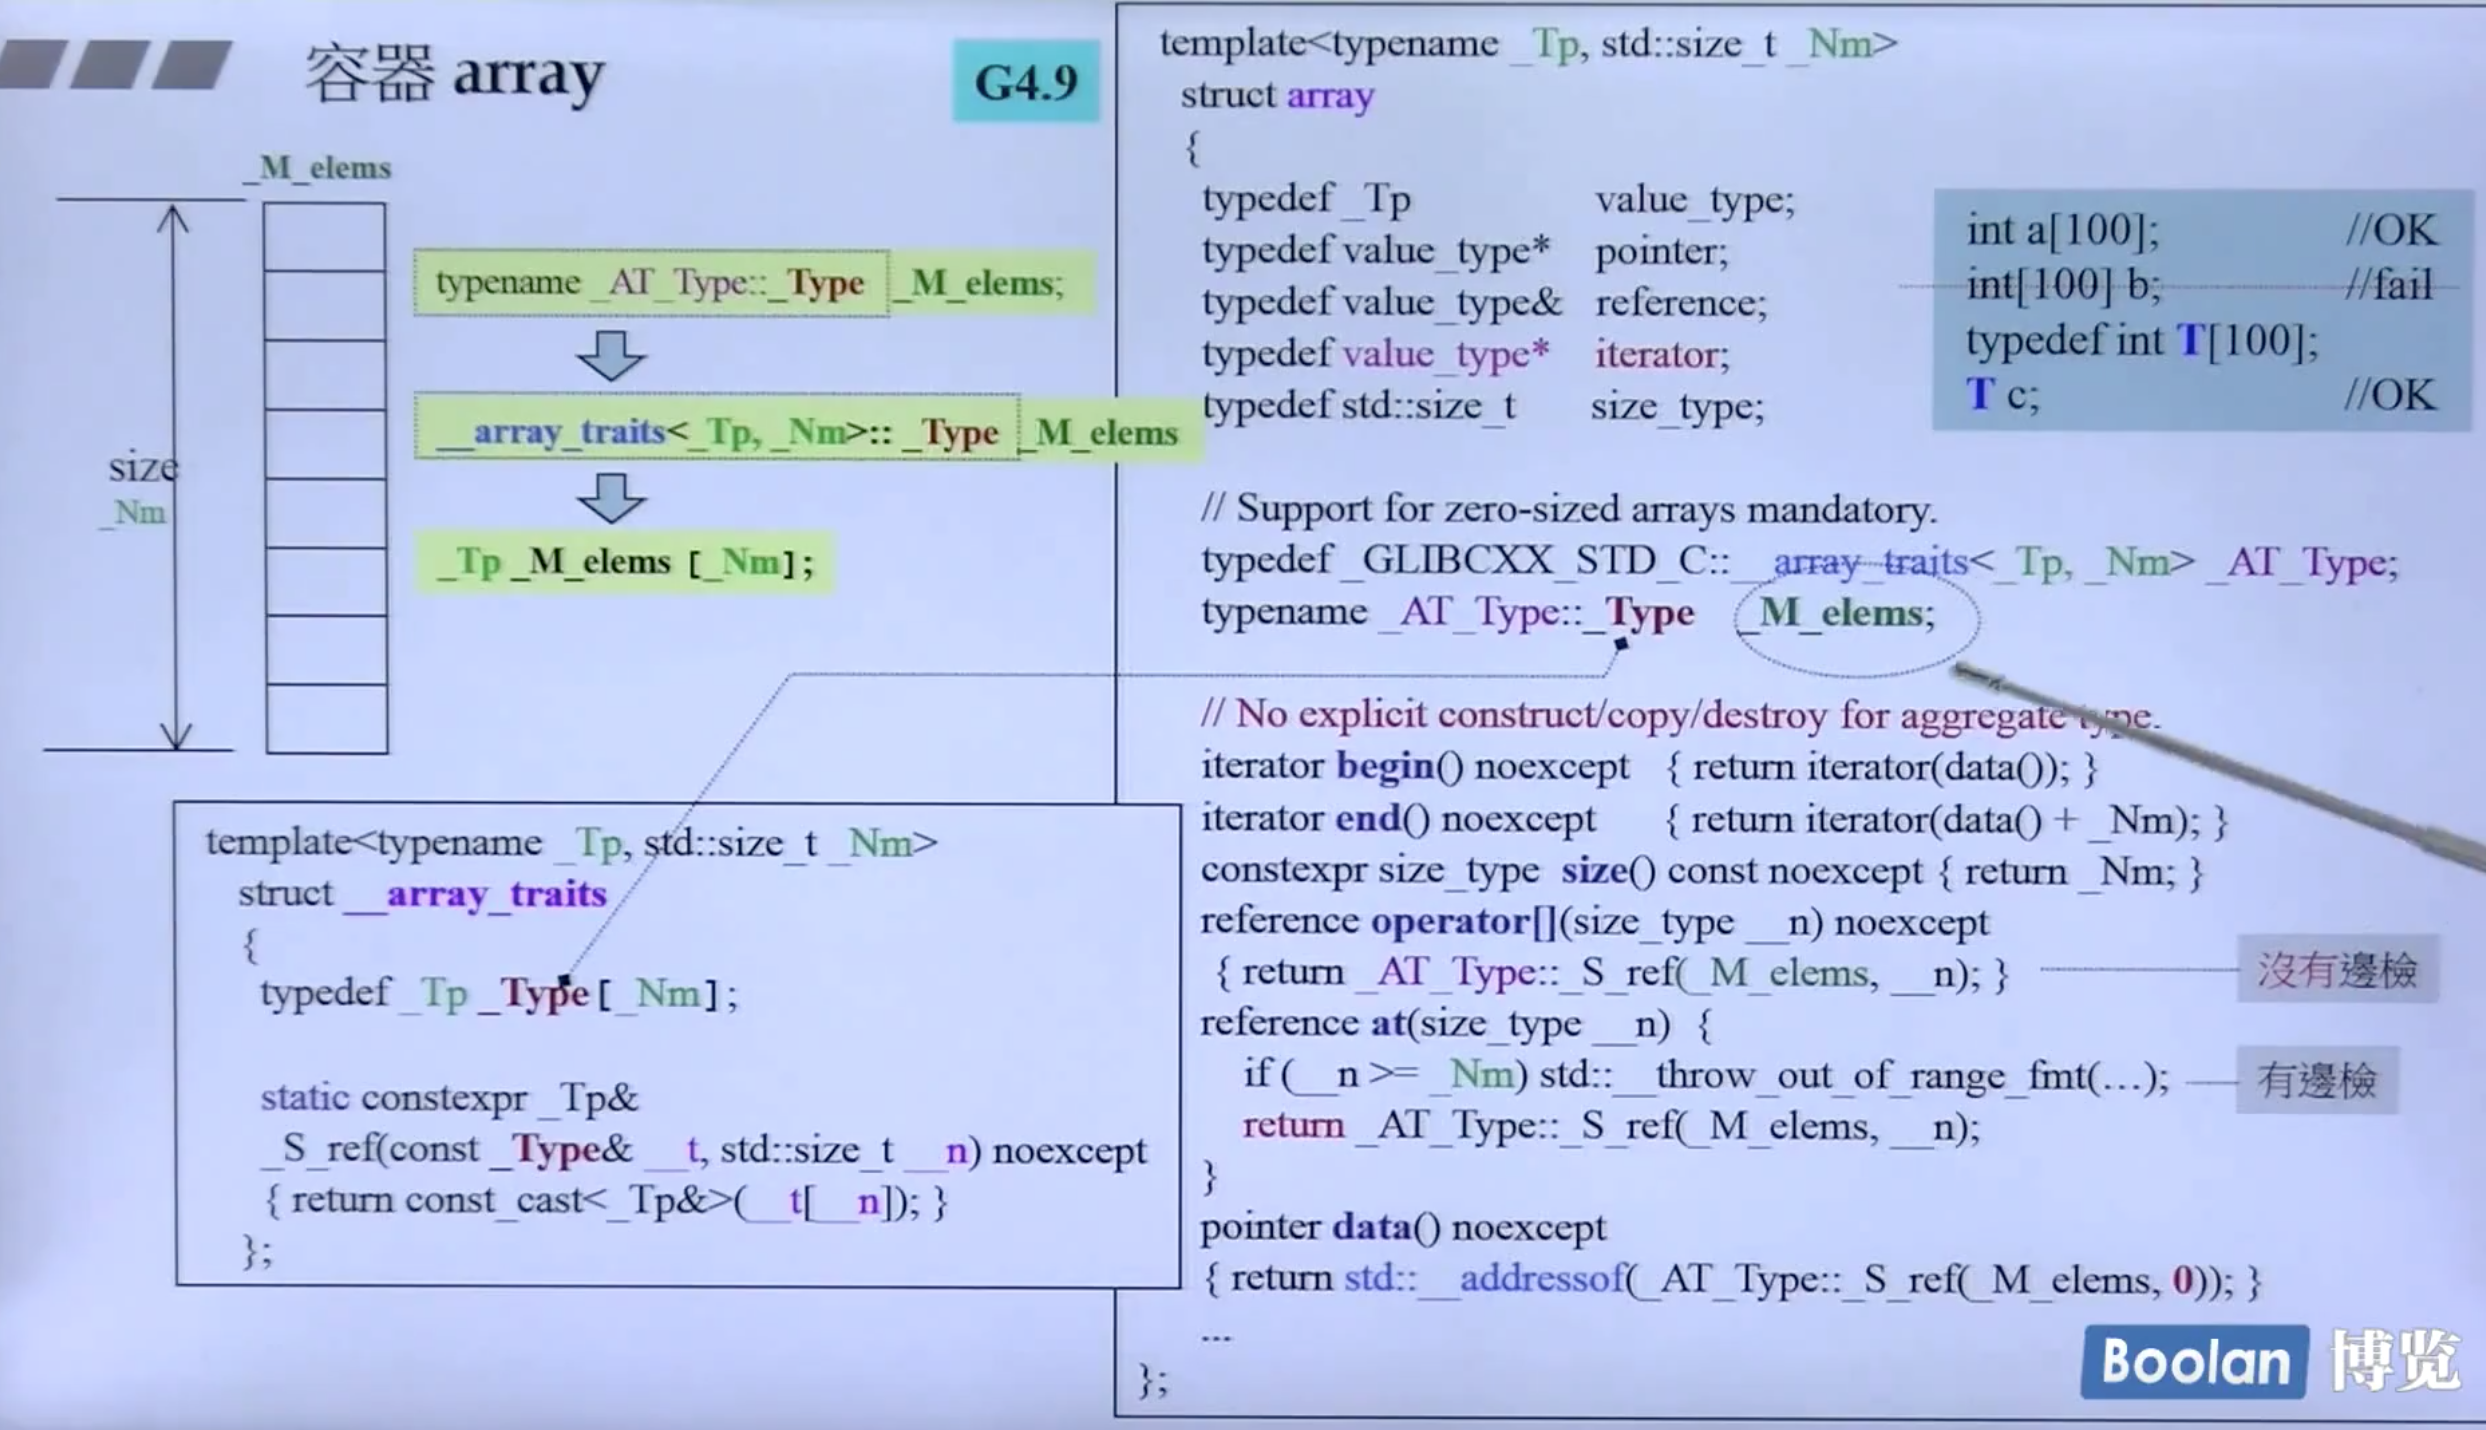 容器 array
G4.9
_M_elems
size
_Nm
typename _AT_Type::_Type _M_elems;
__array_traits<_Tp, _Nm>:: _Type _M_elems
_Tp _M_elems [_Nm];
template<typename _Tp, std::size_t _Nm>
struct __array_traits
{
typedef _Tp _Type[_Nm];
static constexpr _Tp&
_S_ref(const _Type& __t, std::size_t __n) noexcept
{ return const_cast<_Tp&>(__t[__n]); }
};
template<typename _Tp, std::size_t _Nm>
struct array
{
typedef _Tp value_type;
typedef value_type* pointer;
typedef value_type& reference;
typedef value_type* iterator;
typedef std::size_t size_type;
int a[100]; //OK
int[100] b; //fail
typedef int T[100];
T c; //OK
// Support for zero-sized arrays mandatory.
typedef _GLIBCXX_STD_C::__array_traits<_Tp, _Nm> _AT_Type;
typename _AT_Type::_Type _M_elems;
// No explicit construct/copy/destroy for aggregate type.
iterator begin() noexcept { return iterator(data()); }
iterator end() noexcept { return iterator(data() + _Nm); }
constexpr size_type size() const noexcept { return _Nm; }
reference operator[](size_type __n) noexcept
{ return _AT_Type::_S_ref(_M_elems, __n); }
沒有邊檢
reference at(size_type __n) {
if (__n >= _Nm) std::__throw_out_of_range_fmt(...);
有邊檢
return _AT_Type::_S_ref(_M_elems, __n);
}
pointer data() noexcept
{ return std::__addressof(_AT_Type::_S_ref(_M_elems, 0)); }
...
};
Boolan 博览